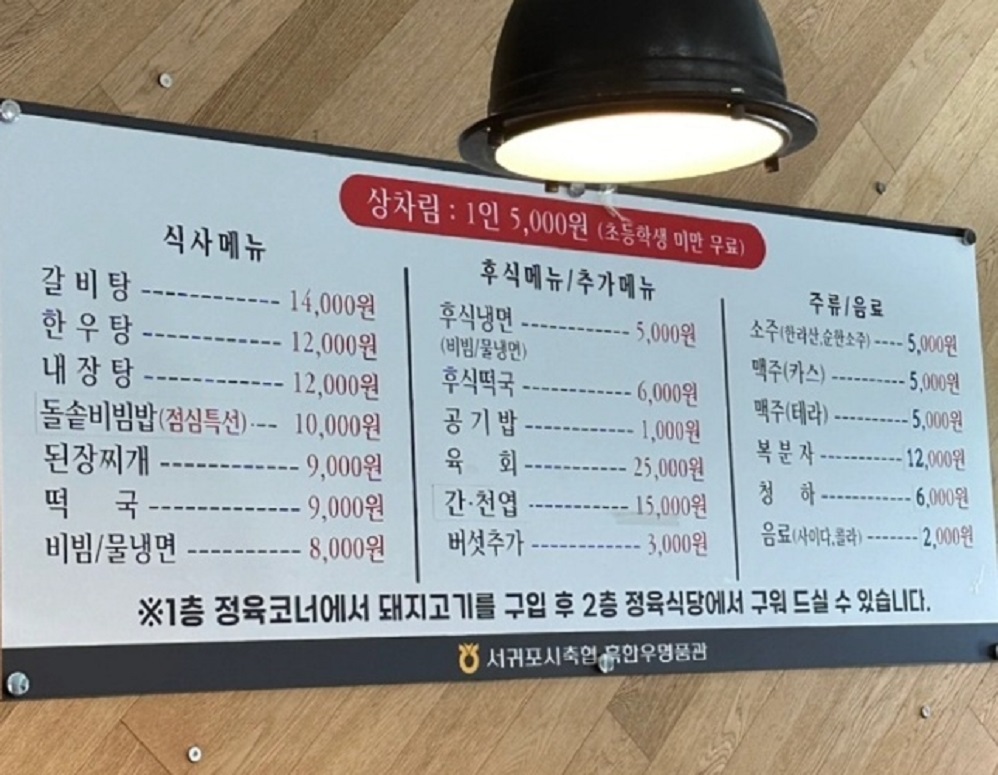 상차림 : 1인 5,000원 (초등학생 미만 무료)
식사메뉴
갈비탕 ---------- 14,000원
한우탕 ---------- 12,000원
내장탕 ---------- 12,000원
돌솥비빔밥(점심특선) --- 10,000원
된장찌개 ---------- 9,000원
떡 국 ---------- 9,000원
비빔/물냉면 ---------- 8,000원
후식메뉴/추가메뉴
후식냉면 ---------- 5,000원
(비빔/물냉면)
후식떡국 ---------- 6,000원
공기밥 ---------- 1,000원
육 회 ---------- 25,000원
간·천엽 ---------- 15,000원
버섯추가 ---------- 3,000원
주류/음료
소주(한라산,순한소주) ---- 5,000원
맥주(카스) -------- 5,000원
맥주(테라) -------- 5,000원
복분자 -------- 12,000원
청 하 -------- 6,000원
음료(사이다,콜라) ------- 2,000원
※1층 정육코너에서 돼지고기를 구입 후 2층 정육식당에서 구워 드실 수 있습니다.
서귀포시축협 흑한우명품관